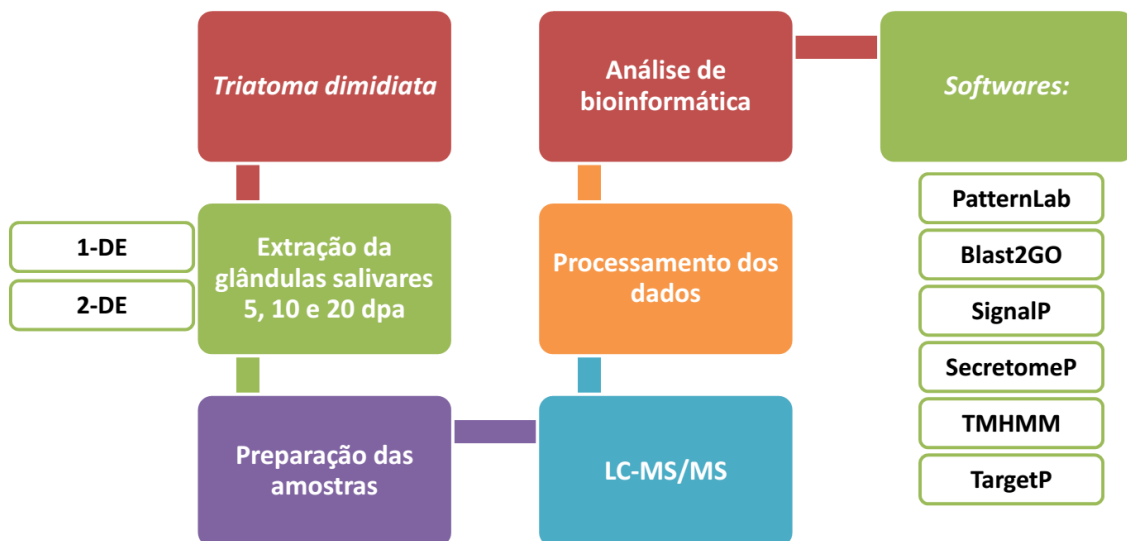 Triatoma dimidiata
1-DE
2-DE
Extração da
glândulas salivares
5, 10 e 20 dpa
Preparação das
amostras
LC-MS/MS
Processamento dos
dados
Análise de
bioinformática
Softwares:
PatternLab
Blast2GO
SignalP
SecretomeP
TMHMM
TargetP